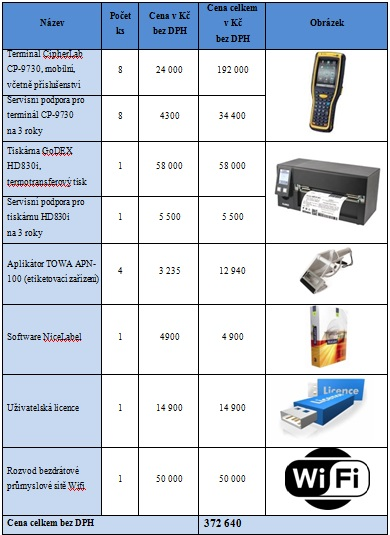 Název
Počet
ks
Cena v Kč
bez DPH
Cena celkem
v Kč
bez DPH
Obrázek
Terminál CipherLab
CP-9730, mobilní,
včetně příslušenství
8
24 000
192 000
Servisní podpora pro
terminál CP-9730
na 3 roky
8
4300
34 400
Tiskárna GoDEX
HD830i,
termotransferový tisk
1
58 000
58 000
Servisní podpora pro
tiskárnu HD830i
na 3 roky
1
5 500
5 500
Aplikátor TOWA APN-
100 (etiketovací zařízení)
4
3 235
12 940
Software NiceLabel
1
4900
4 900
Uživatelská licence
1
14 900
14 900
Licence
Rozvod bezdrátové
průmyslové sítě Wifi
1
50 000
50 000
WiFi
Cena celkem bez DPH
372 640